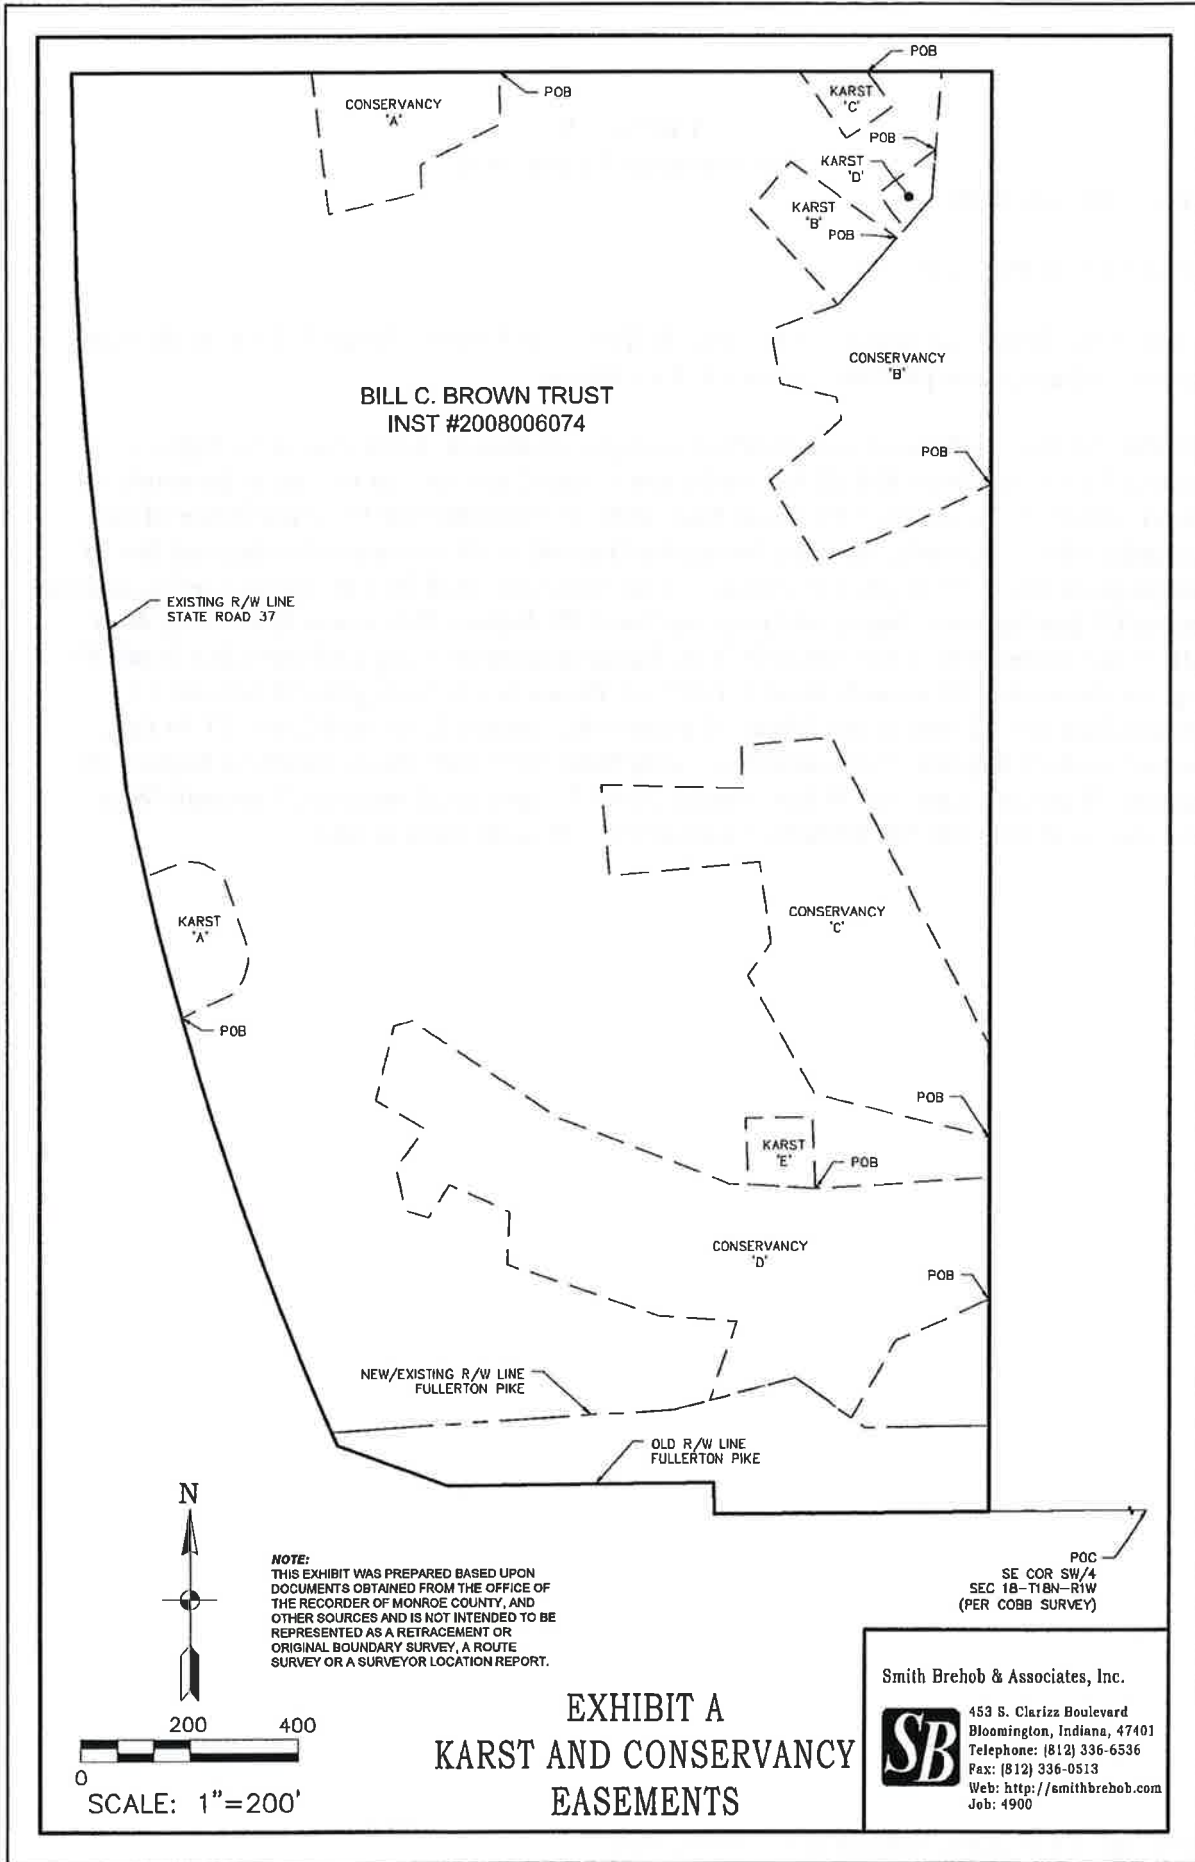 POB
POB
CONSERVANCY
"A"
KARST
"C"
POB
KARST
"D"
KARST
"B"
POB
CONSERVANCY
"B"
BILL C. BROWN TRUST
INST #2008006074
POB
EXISTING R/W LINE
STATE ROAD 37
KARST
"A"
CONSERVANCY
"C"
POB
POB
KARST
"E"
POB
CONSERVANCY
"D"
POB
NEW/EXISTING R/W LINE
FULLERTON PIKE
OLD R/W LINE
FULLERTON PIKE
N
NOTE:
THIS EXHIBIT WAS PREPARED BASED UPON
DOCUMENTS OBTAINED FROM THE OFFICE OF
THE RECORDER OF MONROE COUNTY, AND
OTHER SOURCES AND IS NOT INTENDED TO BE
REPRESENTED AS A RETRACEMENT OR
ORIGINAL BOUNDARY SURVEY, A ROUTE
SURVEY OR A SURVEYOR LOCATION REPORT.
POC
SE COR SW/4
SEC 18-T18N-R1W
(PER COBB SURVEY)
200 400
0
SCALE: 1"=200'
EXHIBIT A
KARST AND CONSERVANCY
EASEMENTS
Smith Brehob & Associates, Inc.
SB
453 S. Clarizz Boulevard
Bloomington, Indiana, 47401
Telephone: (812) 336-6536
Fax: (812) 336-0513
Web: http://smithbrehob.com
Job: 4900